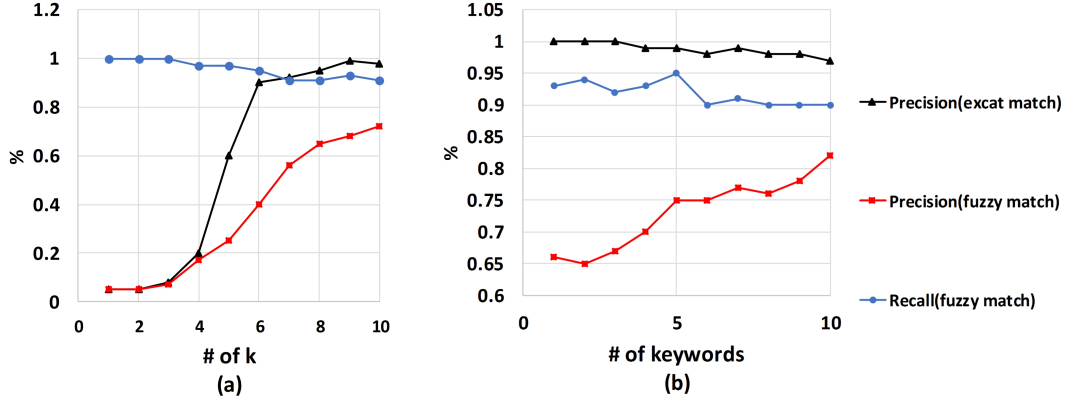 1.2
1
0.8
0.6
0.4
0.2
0
%
0 2 4 6 8 10
# of k
(a)
1.05
1
0.95
0.9
0.85
0.8
0.75
0.7
0.65
0.6
%
0 5 10
# of keywords
(b)
Precision(excat match)
Precision(fuzzy match)
Recall(fuzzy match)